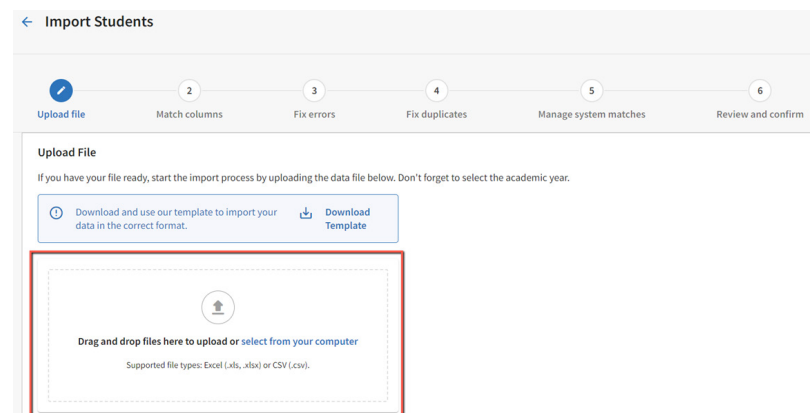 Import Students
2 3 4 5 6
Upload file Match columns Fix errors Fix duplicates Manage system matches Review and confirm
Upload File
If you have your file ready, start the import process by uploading the data file below. Don't forget to select the academic year.
Download and use our template to import your
data in the correct format.
Download
Template
Drag and drop files here to upload or select from your computer
Supported file types: Excel (.xls, .xlsx) or CSV (.csv).